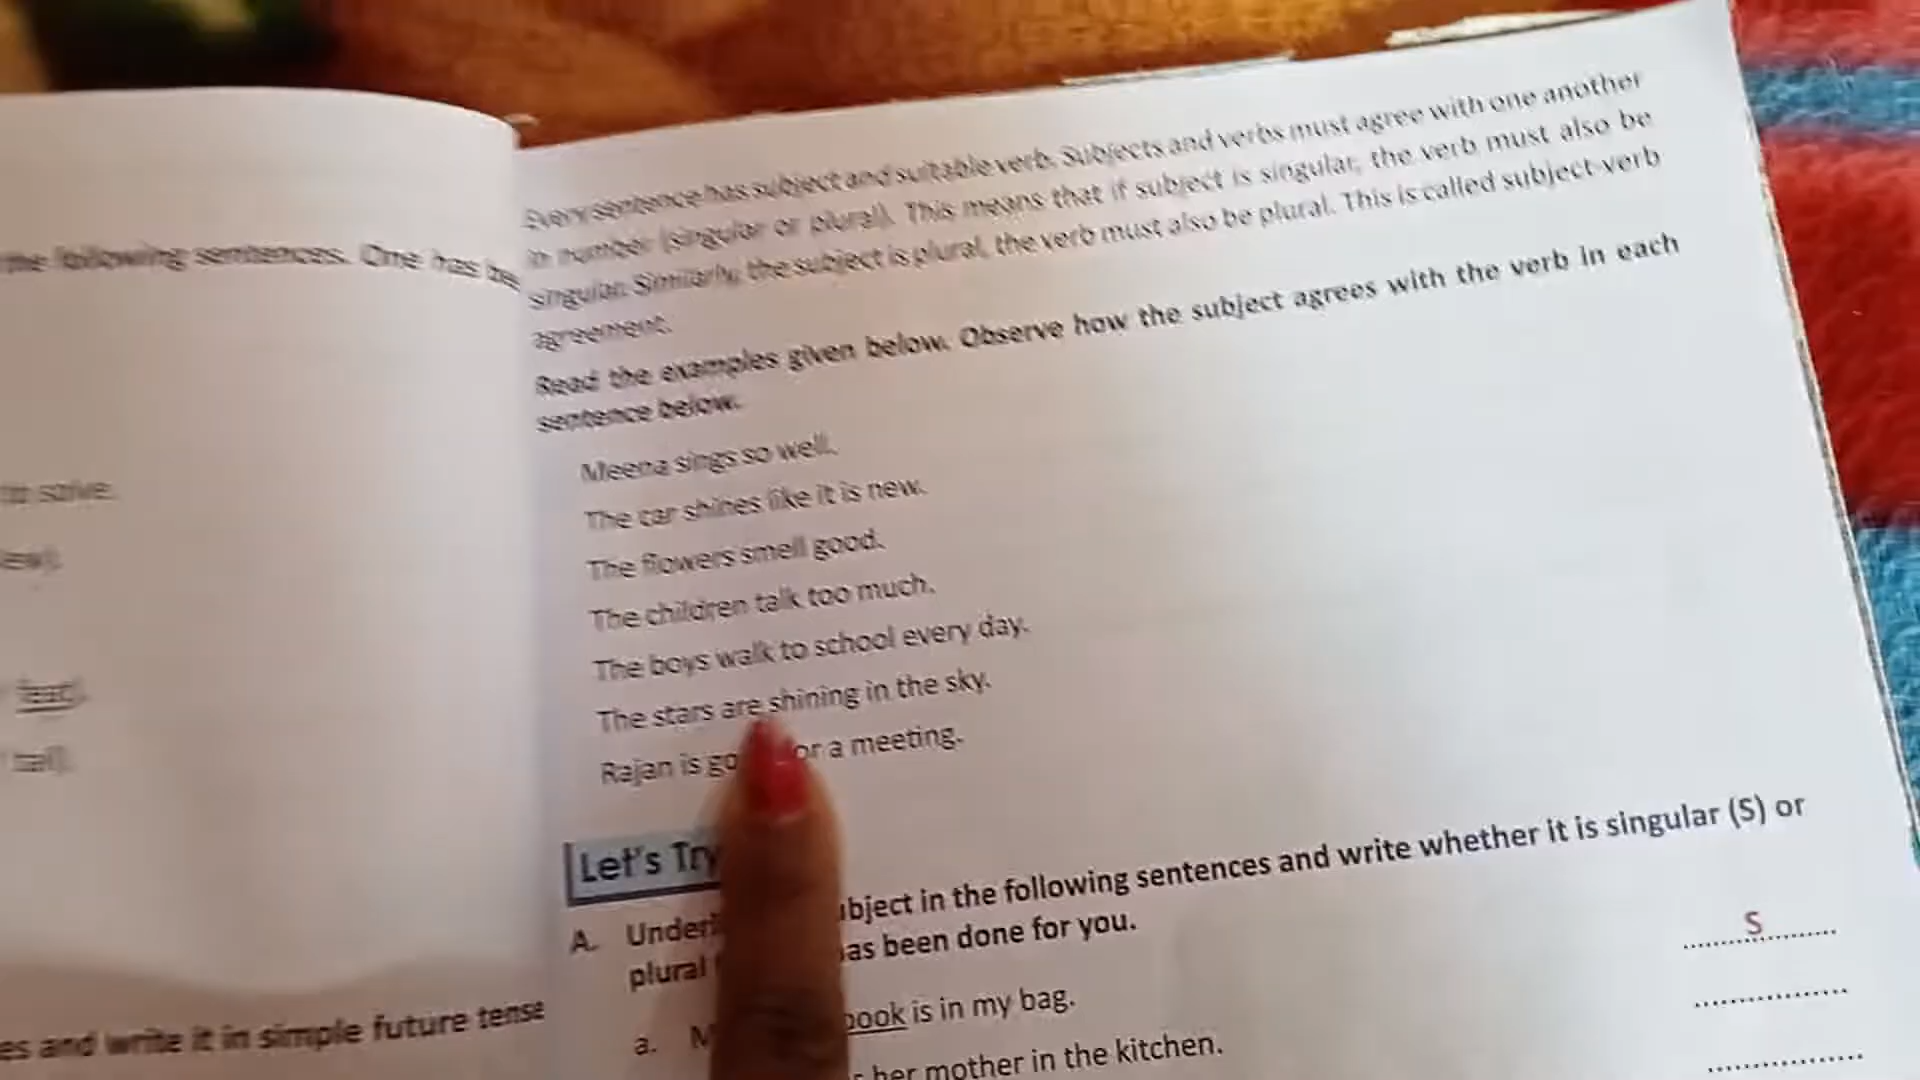 the following sentences. One has be
to solve.
fear).
tall).
es and write it in simple future tense
Every sentence has subject and suitable verb. Subjects and verbs must agree with one another
in number (singular or plural). This means that if subject is singular, the verb must also be
singular. Similarly, the subject is plural, the verb must also be plural. This is called subject-verb
agreement.
Read the examples given below. Observe how the subject agrees with the verb in each
sentence below.
Meena sings so well.
The car shines like it is new.
The flowers smell good.
The children talk too much.
The boys walk to school every day.
The stars are shining in the sky.
Rajan is go or a meeting.
Let's Try
A. Underl bject in the following sentences and write whether it is singular (S) or
plural as been done for you.
a. M book is in my bag. S
her mother in the kitchen.